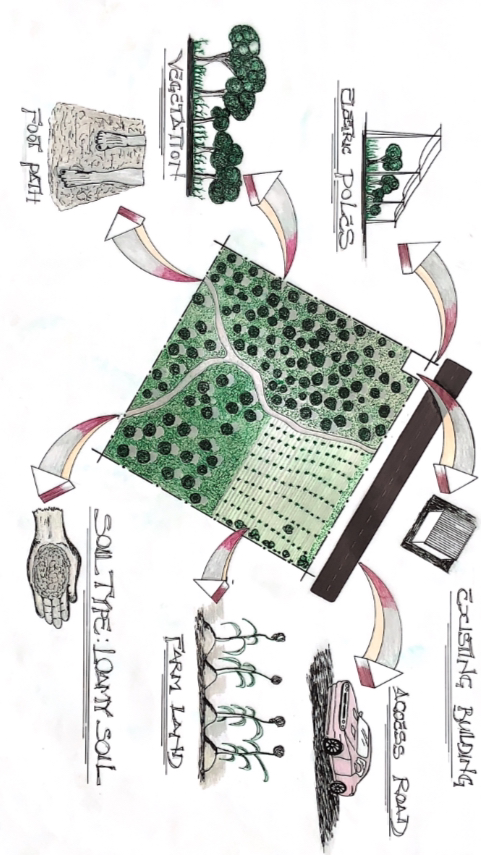 ELECTRIC POLES
EXISTING BUILDING
VEGETATION
ACCESS ROAD
FOOT PATH
FARM LAND
SOIL TYPE: LOAMY SOIL